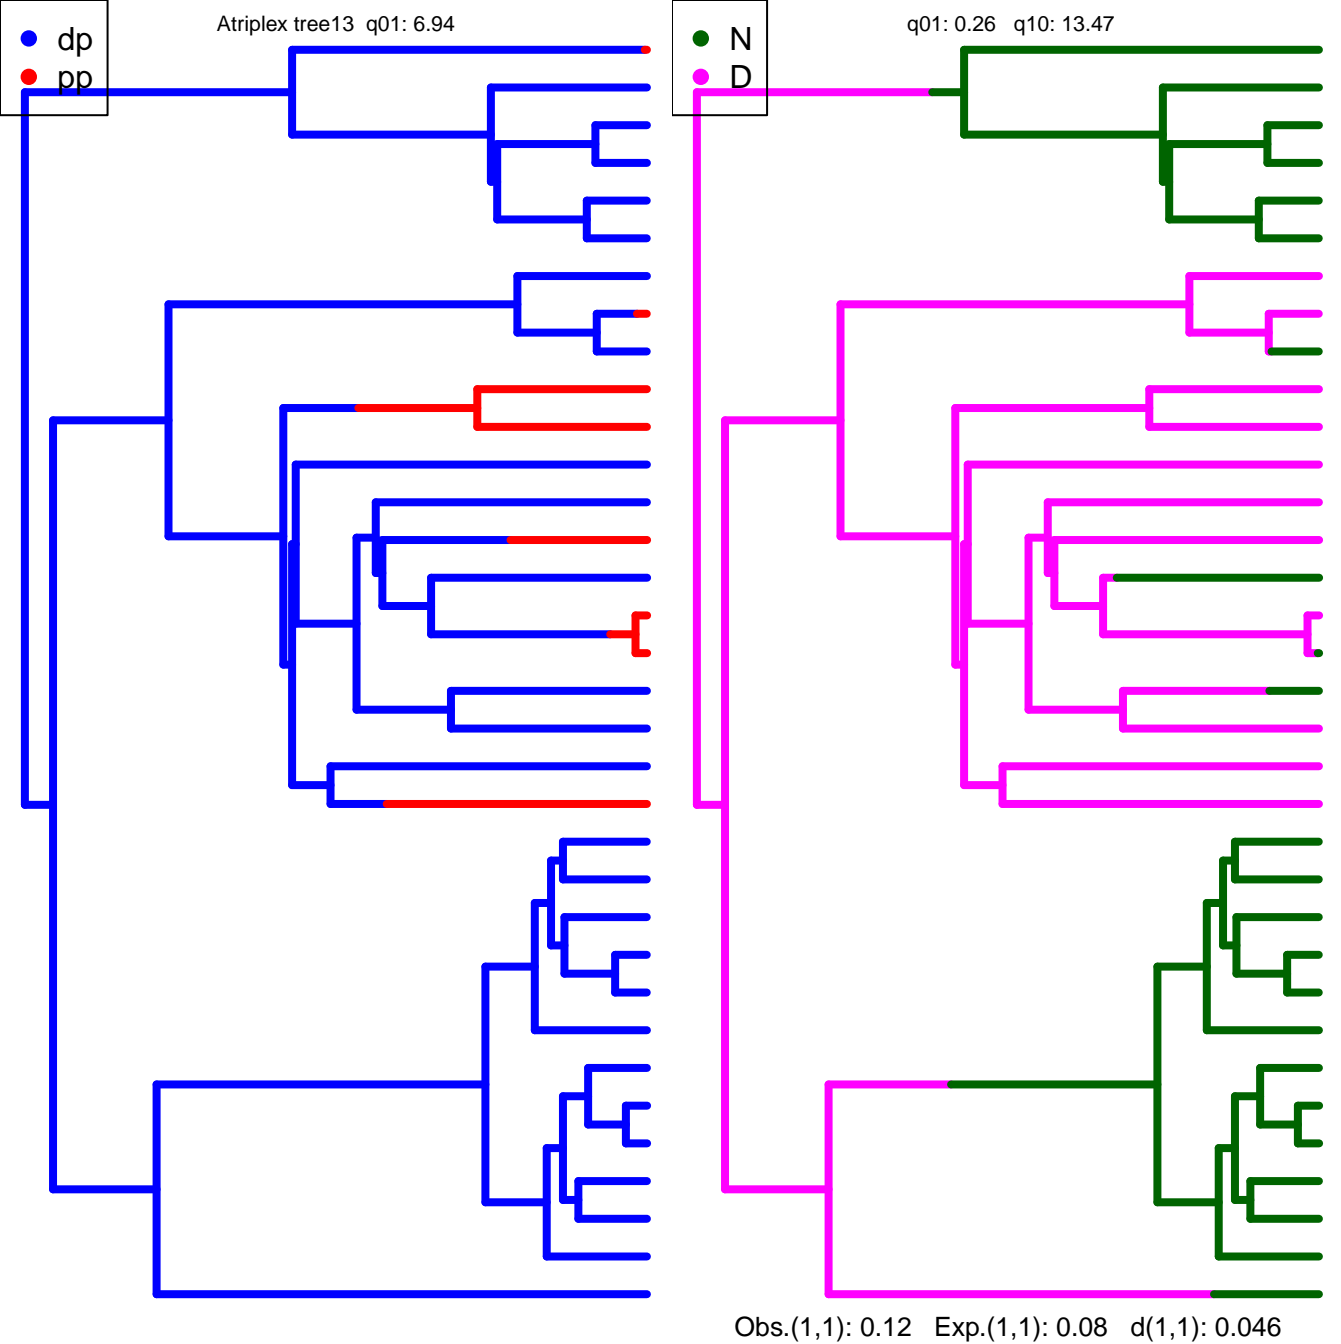 Atriplex tree13 q01: 6.94
dp
pp
q01: 0.26 q10: 13.47
N
D
Obs.(1,1): 0.12 Exp.(1,1): 0.08 d(1,1): 0.046